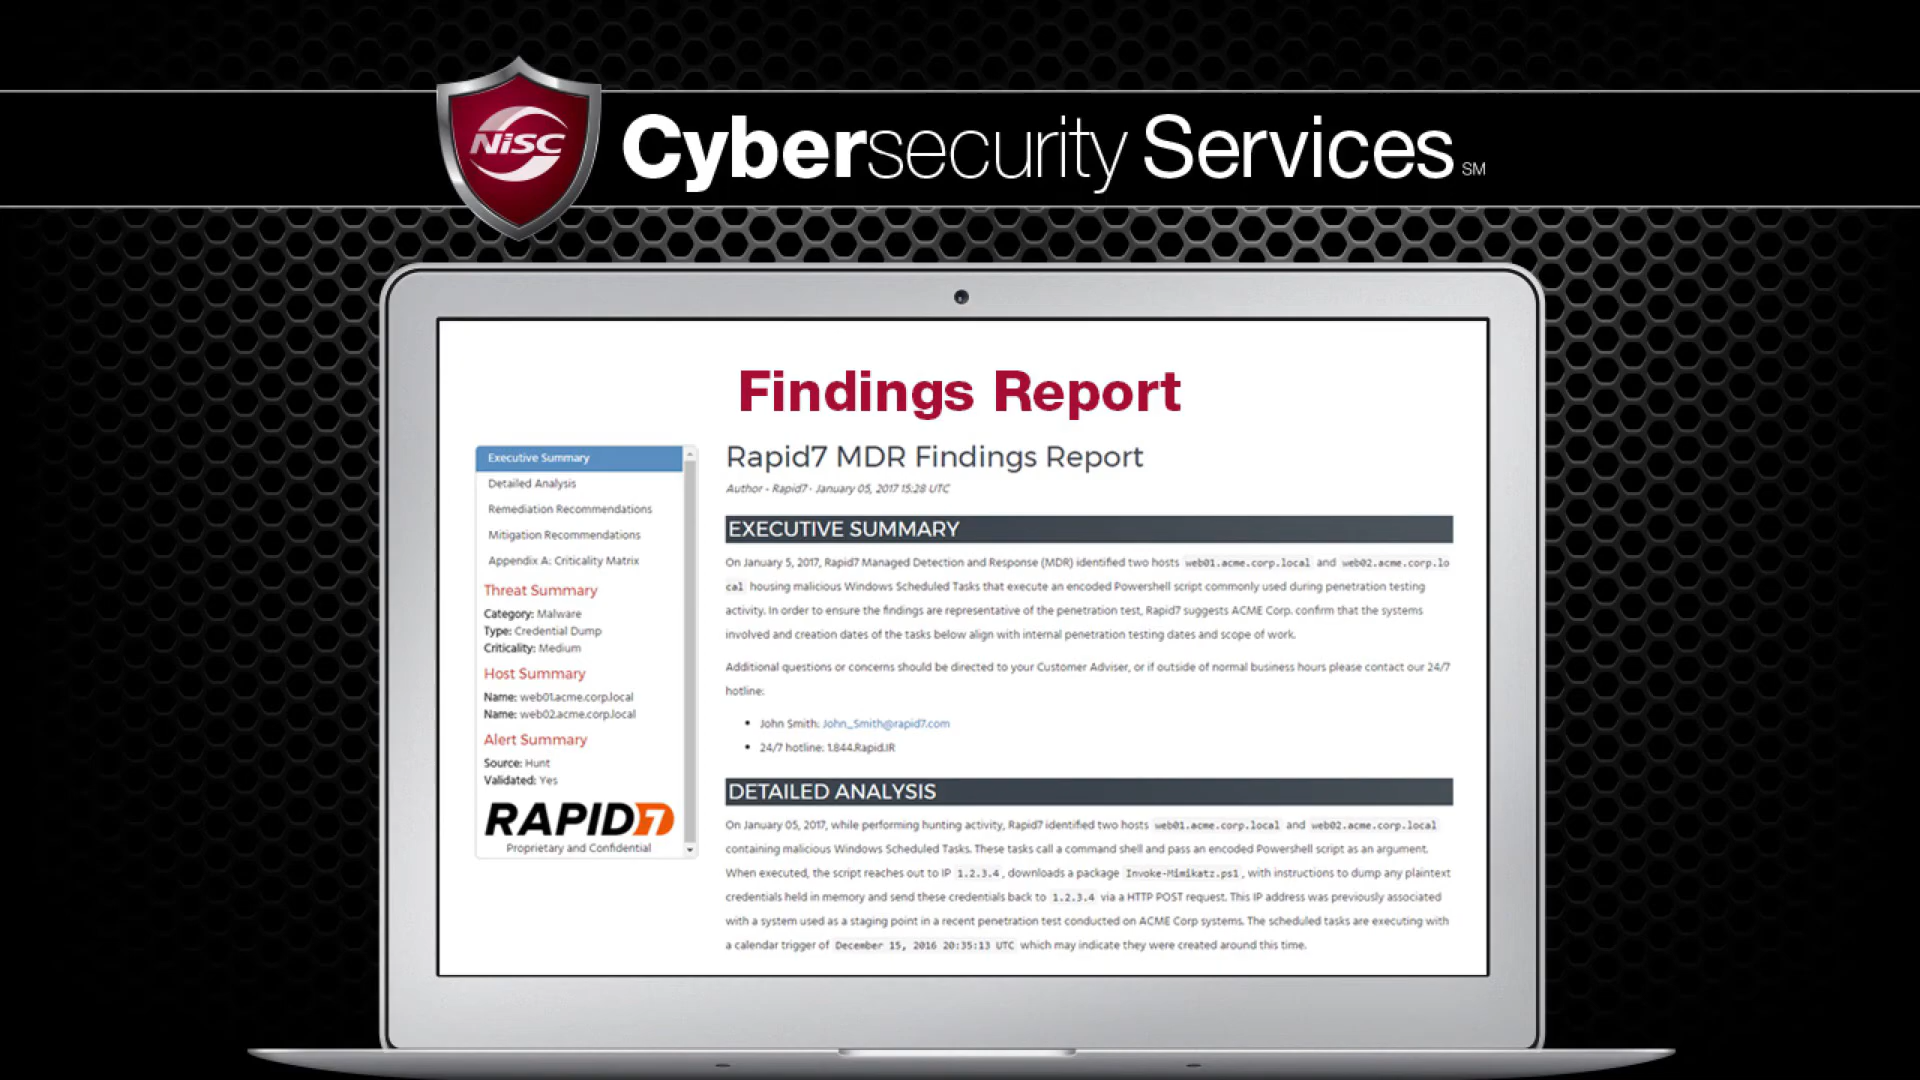 NISC
Cybersecurity Services SM
Findings Report
Executive Summary
Detailed Analysis
Remediation Recommendations
Mitigation Recommendations
Appendix A: Criticality Matrix
Threat Summary
Category: Malware
Type: Credential Dump
Criticality: Medium
Host Summary
Name: web01.acme.corp.local
Name: web02.acme.corp.local
Alert Summary
Source: Hunt
Validated: Yes
RAPID7
Proprietary and Confidential
Rapid7 MDR Findings Report
Author - Rapid7 - January 05, 2017 15:28 UTC
EXECUTIVE SUMMARY
On January 5, 2017, Rapid7 Managed Detection and Response (MDR) identified two hosts web01.acme.corp.local and web02.acme.corp.lo
cal housing malicious Windows Scheduled Tasks that execute an encoded Powershell script commonly used during penetration testing
activity. In order to ensure the findings are representative of the penetration test, Rapid7 suggests ACME Corp. confirm that the systems
involved and creation dates of the tasks below align with internal penetration testing dates and scope of work.
Additional questions or concerns should be directed to your Customer Adviser, or if outside of normal business hours please contact our 24/7
hotline:
• John Smith: John_Smith@rapid7.com
• 24/7 hotline: 1.844.Rapid.IR
DETAILED ANALYSIS
On January 05, 2017, while performing hunting activity, Rapid7 identified two hosts web01.acme.corp.local and web02.acme.corp.local
containing malicious Windows Scheduled Tasks. These tasks call a command shell and pass an encoded Powershell script as an argument.
When executed, the script reaches out to IP 1.2.3.4, downloads a package Invoke-Mimikatz.ps1, with instructions to dump any plaintext
credentials held in memory and send these credentials back to 1.2.3.4 via a HTTP POST request. This IP address was previously associated
with a system used as a staging point in a recent penetration test conducted on ACME Corp systems. The scheduled tasks are executing with
a calendar trigger of December 15, 2016 20:35:13 UTC which may indicate they were created around this time.